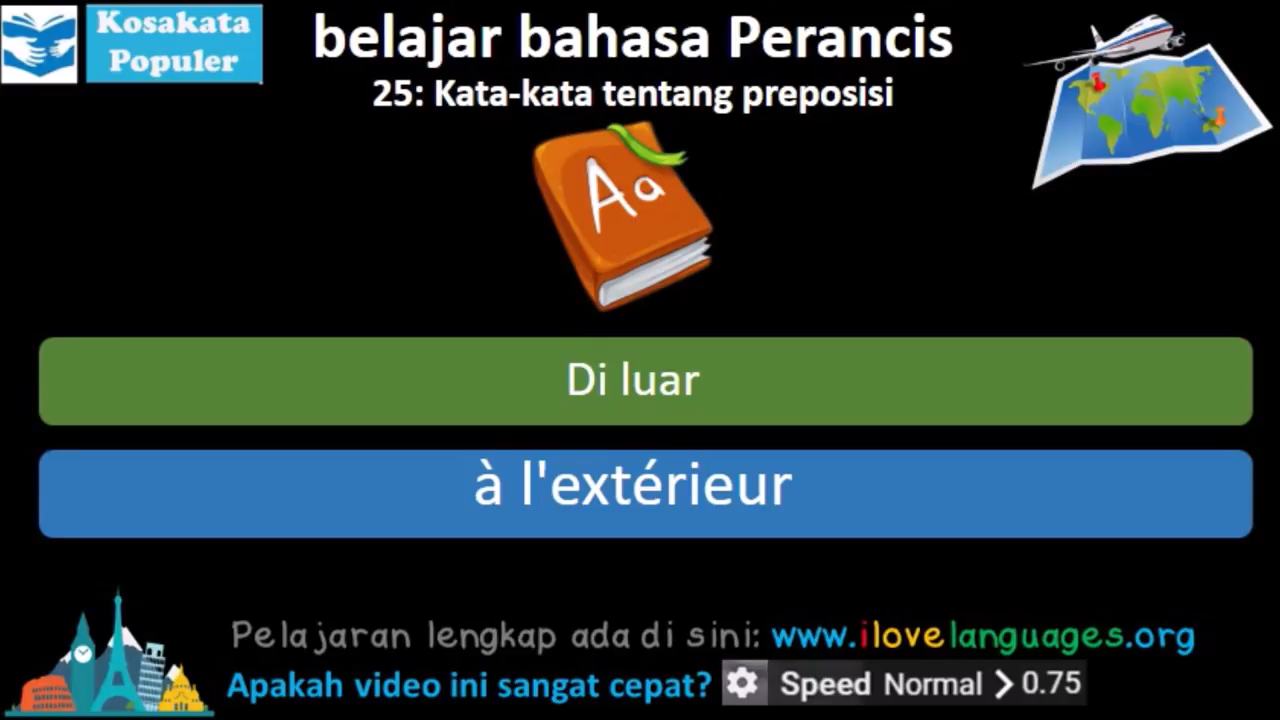 Kosakata
Populer
belajar bahasa Perancis
25: Kata-kata tentang preposisi
Aa
Di luar
à l'extérieur
Pelajaran lengkap ada di sini: www.ilovelanguages.org
Apakah video ini sangat cepat? Speed Normal > 0.75